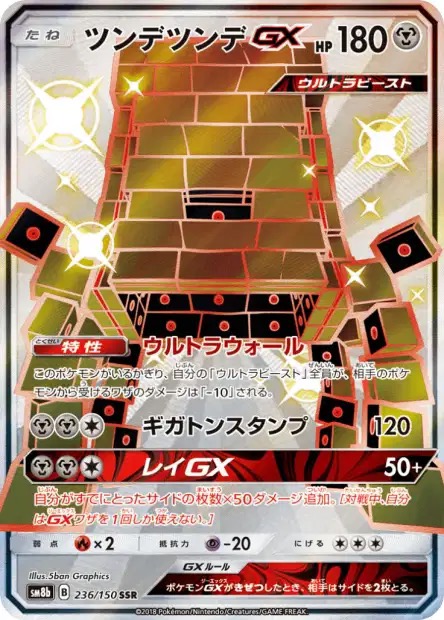 たね ツンデツンデGX HP 180
ウルトラビースト
特性 ウルトラウォール
このポケモンがいるかぎり、自分の「ウルトラビースト」全員が、相手のポケ
モンから受けるワザのダメージは「-10」される。
ギガトンスタンプ 120
レイGX 50+
自分がすでにとったサイドの枚数×50ダメージ追加。[対戦中、自分
はGXワザを1回しか使えない。]
弱点 ×2 抵抗力 -20 にげる
Illus. 5ban Graphics
GXルール
sm8b B 236/150 SSR
ポケモンGXがきぜつしたとき、相手はサイドを2枚とる。
©2018 Pokémon/Nintendo/Creatures/GAME FREAK.